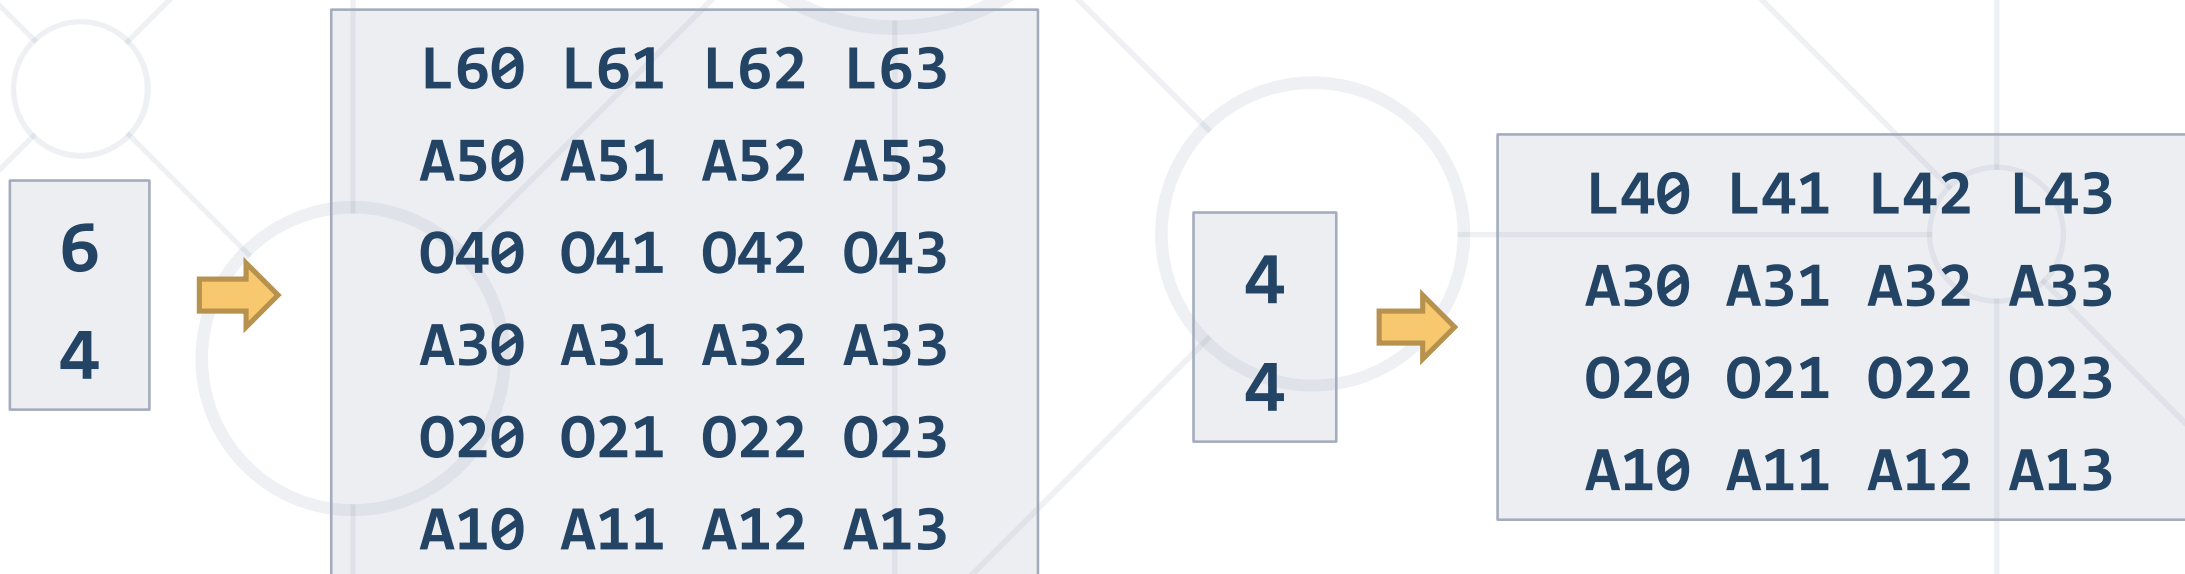 6
4
L60 L61 L62 L63
A50 A51 A52 A53
O40 O41 O42 O43
A30 A31 A32 A33
O20 O21 O22 O23
A10 A11 A12 A13
4
4
L40 L41 L42 L43
A30 A31 A32 A33
O20 O21 O22 O23
A10 A11 A12 A13